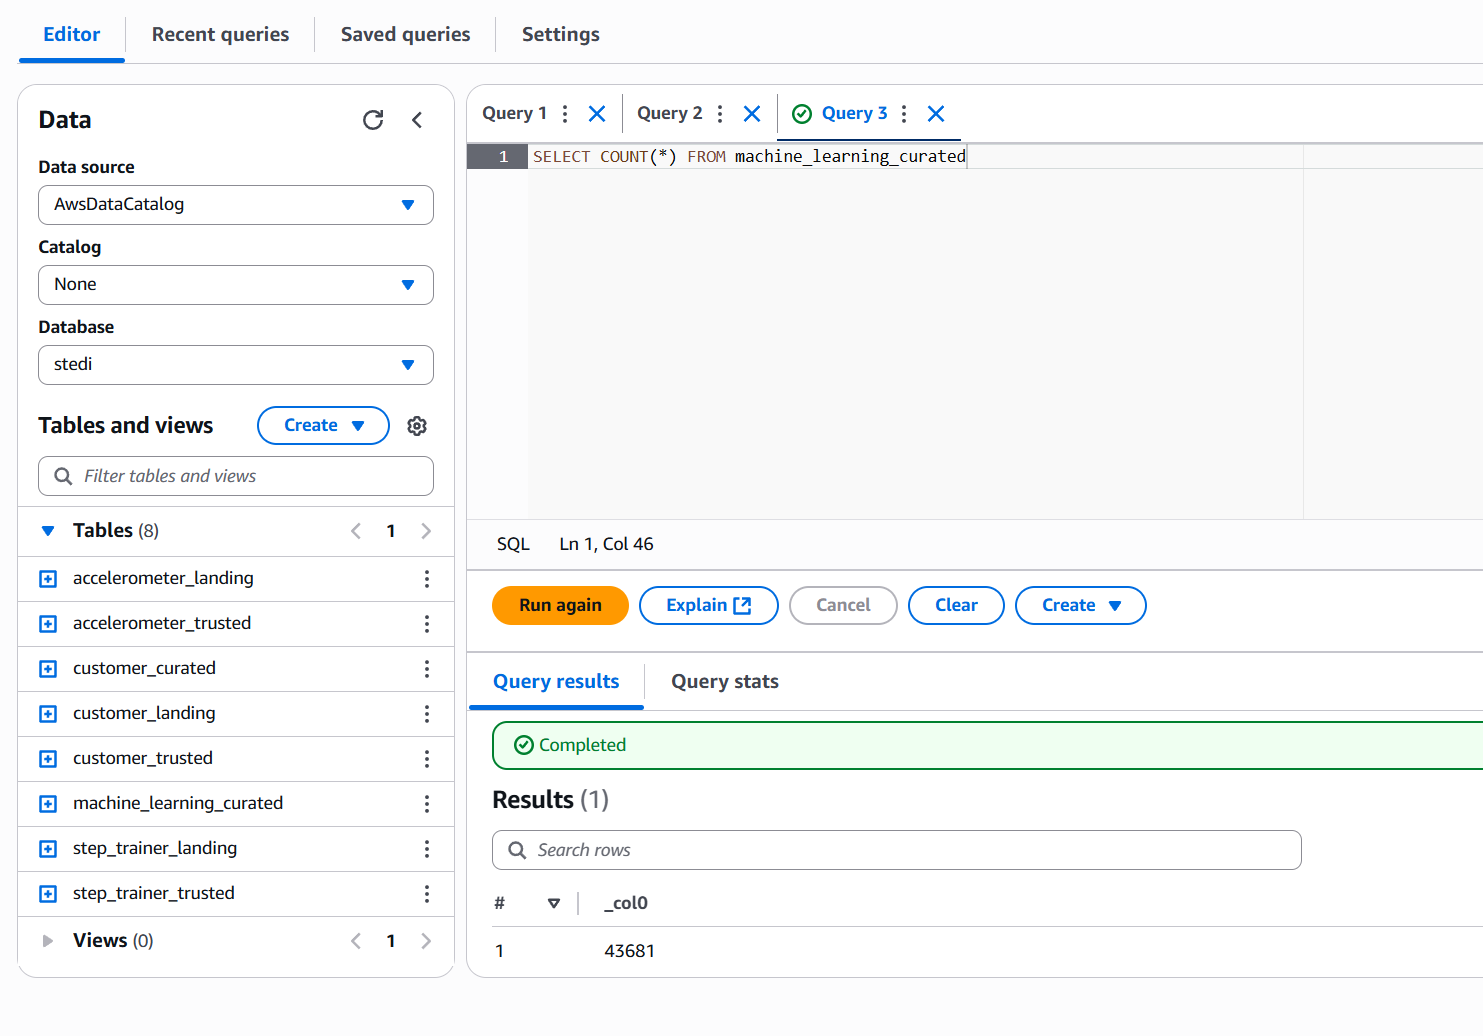 Editor
Recent queries
Saved queries
Settings
Data
Data source
AwsDataCatalog
Catalog
None
Database
stedi
Tables and views
Create
Filter tables and views
Tables (8)
1
accelerometer_landing
accelerometer_trusted
customer_curated
customer_landing
customer_trusted
machine_learning_curated
step_trainer_landing
step_trainer_trusted
Views (0)
1
Query 1
Query 2
Query 3
1 SELECT COUNT(*) FROM machine_learning_curated
SQL
Ln 1, Col 46
Run again
Explain
Cancel
Clear
Create
Query results
Query stats
Completed
Results (1)
Search rows
# _col0
1 43681